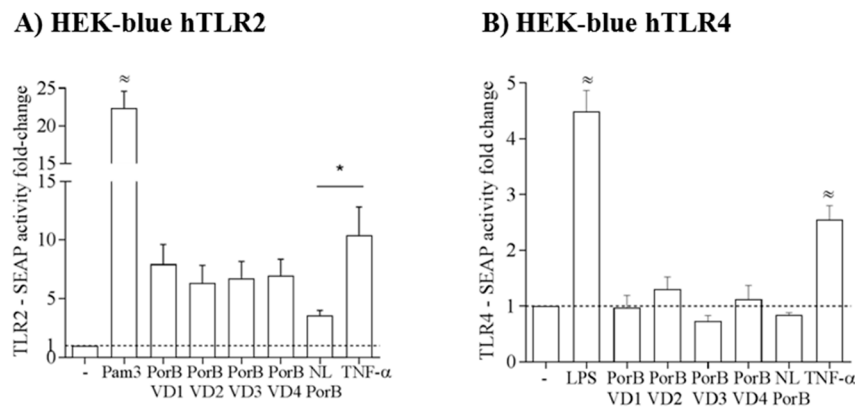 A) HEK-blue hTLR2
TLR2 - SEAP activity fold-change
25
20
15
15
10
5
1
0
≈
*
- Pam3 PorB PorB PorB PorB NL TNF-α
VD1 VD2 VD3 VD4 PorB
B) HEK-blue hTLR4
TLR4 - SEAP activity fold change
5
4
3
2
1
0
≈
≈
- LPS PorB PorB PorB PorB NL TNF-α
VD1 VD2 VD3 VD4 PorB